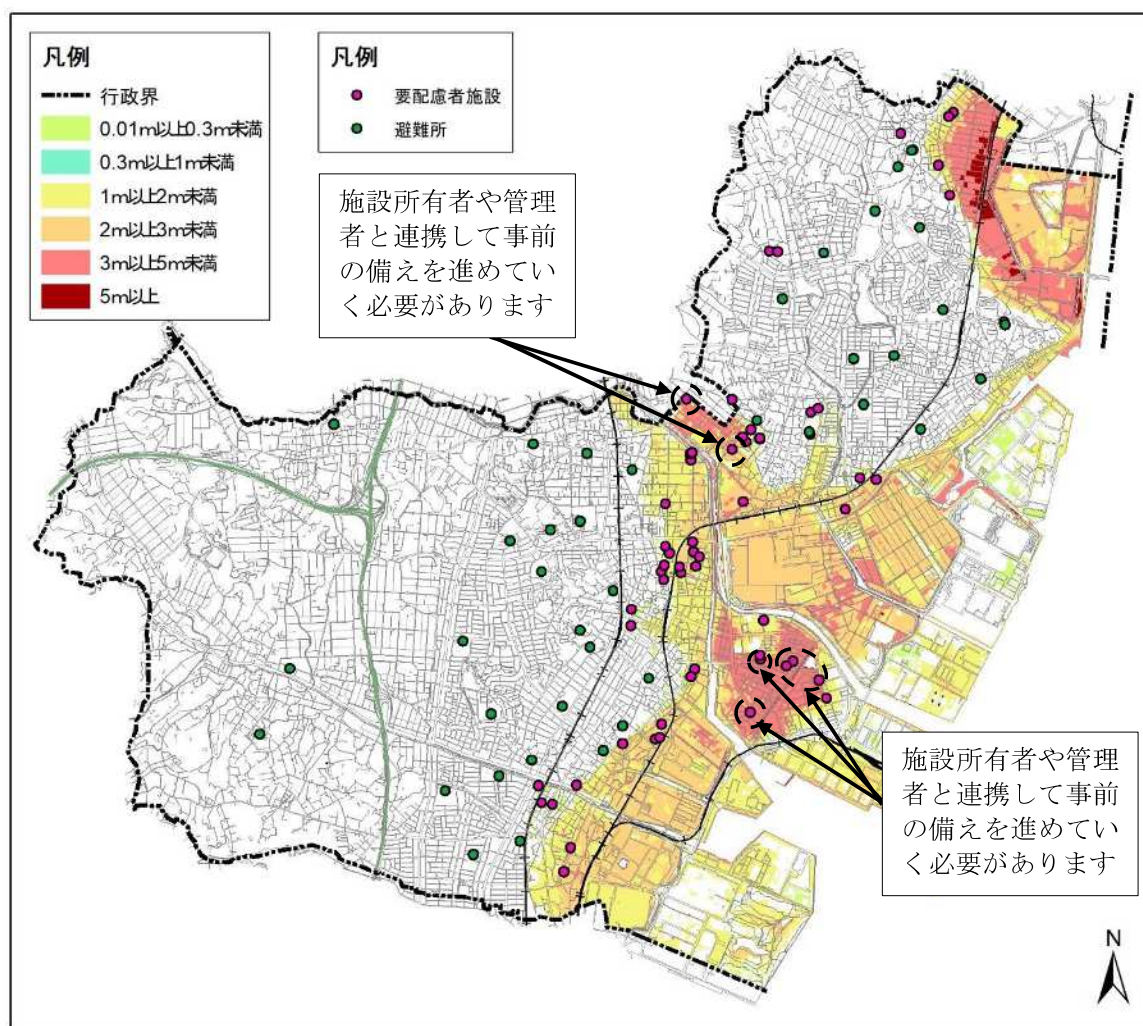 凡例
行政界
0.01m以上0.3m未満
0.3m以上1m未満
1m以上2m未満
2m以上3m未満
3m以上5m未満
5m以上
凡例
要配慮者施設
避難所
施設所有者や管理
者と連携して事前
の備えを進めてい
く必要があります
施設所有者や管理
者と連携して事前
の備えを進めてい
く必要があります
N